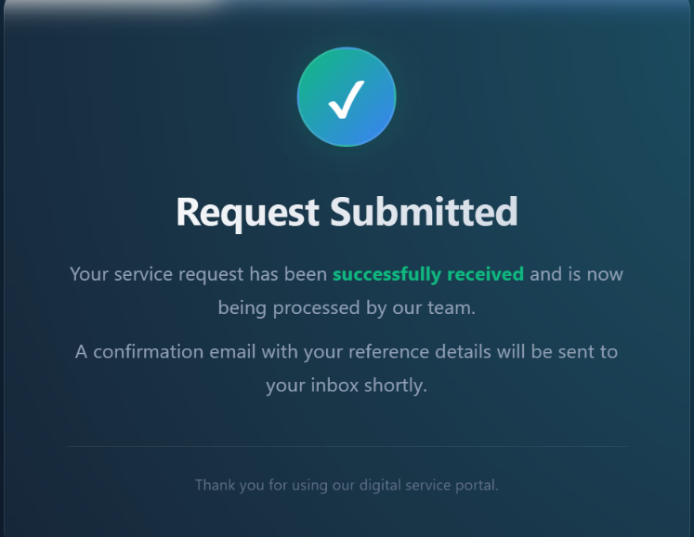 Request Submitted
Your service request has been successfully received and is now
being processed by our team.
A confirmation email with your reference details will be sent to
your inbox shortly.
Thank you for using our digital service portal.